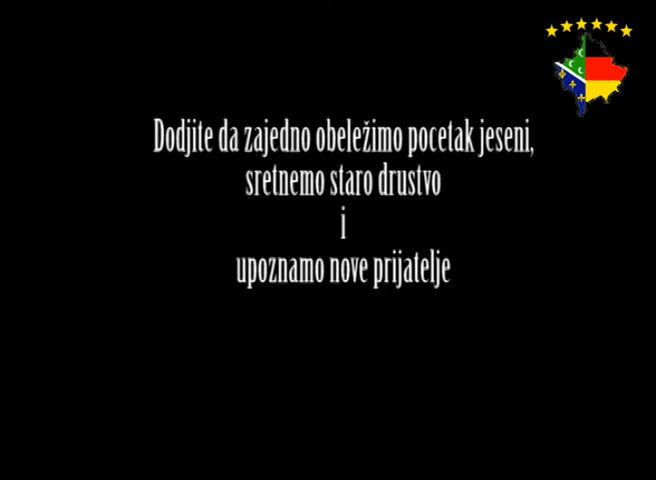 Dodjite da zajedno obeležimo pocetak jeseni,
sretnemo staro drustvo
i
upoznamo nove prijatelje